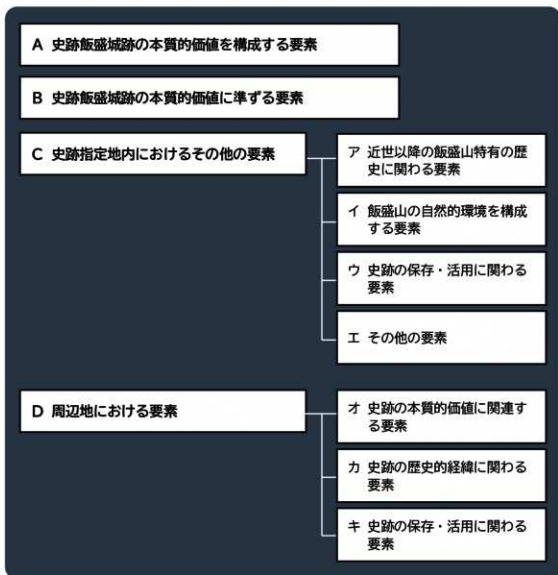 A 史跡飯盛城跡の本質的価値を構成する要素
B 史跡飯盛城跡の本質的価値に準ずる要素
C 史跡指定地内におけるその他の要素
ア 近世以降の飯盛山特有の歴
史に関わる要素
イ 飯盛山の自然的環境を構成
する要素
ウ 史跡の保存・活用に関わる
要素
エ その他の要素
D 周辺地における要素
オ 史跡の本質的価値に関連す
る要素
カ 史跡の歴史的経緯に関わる
要素
キ 史跡の保存・活用に関わる
要素